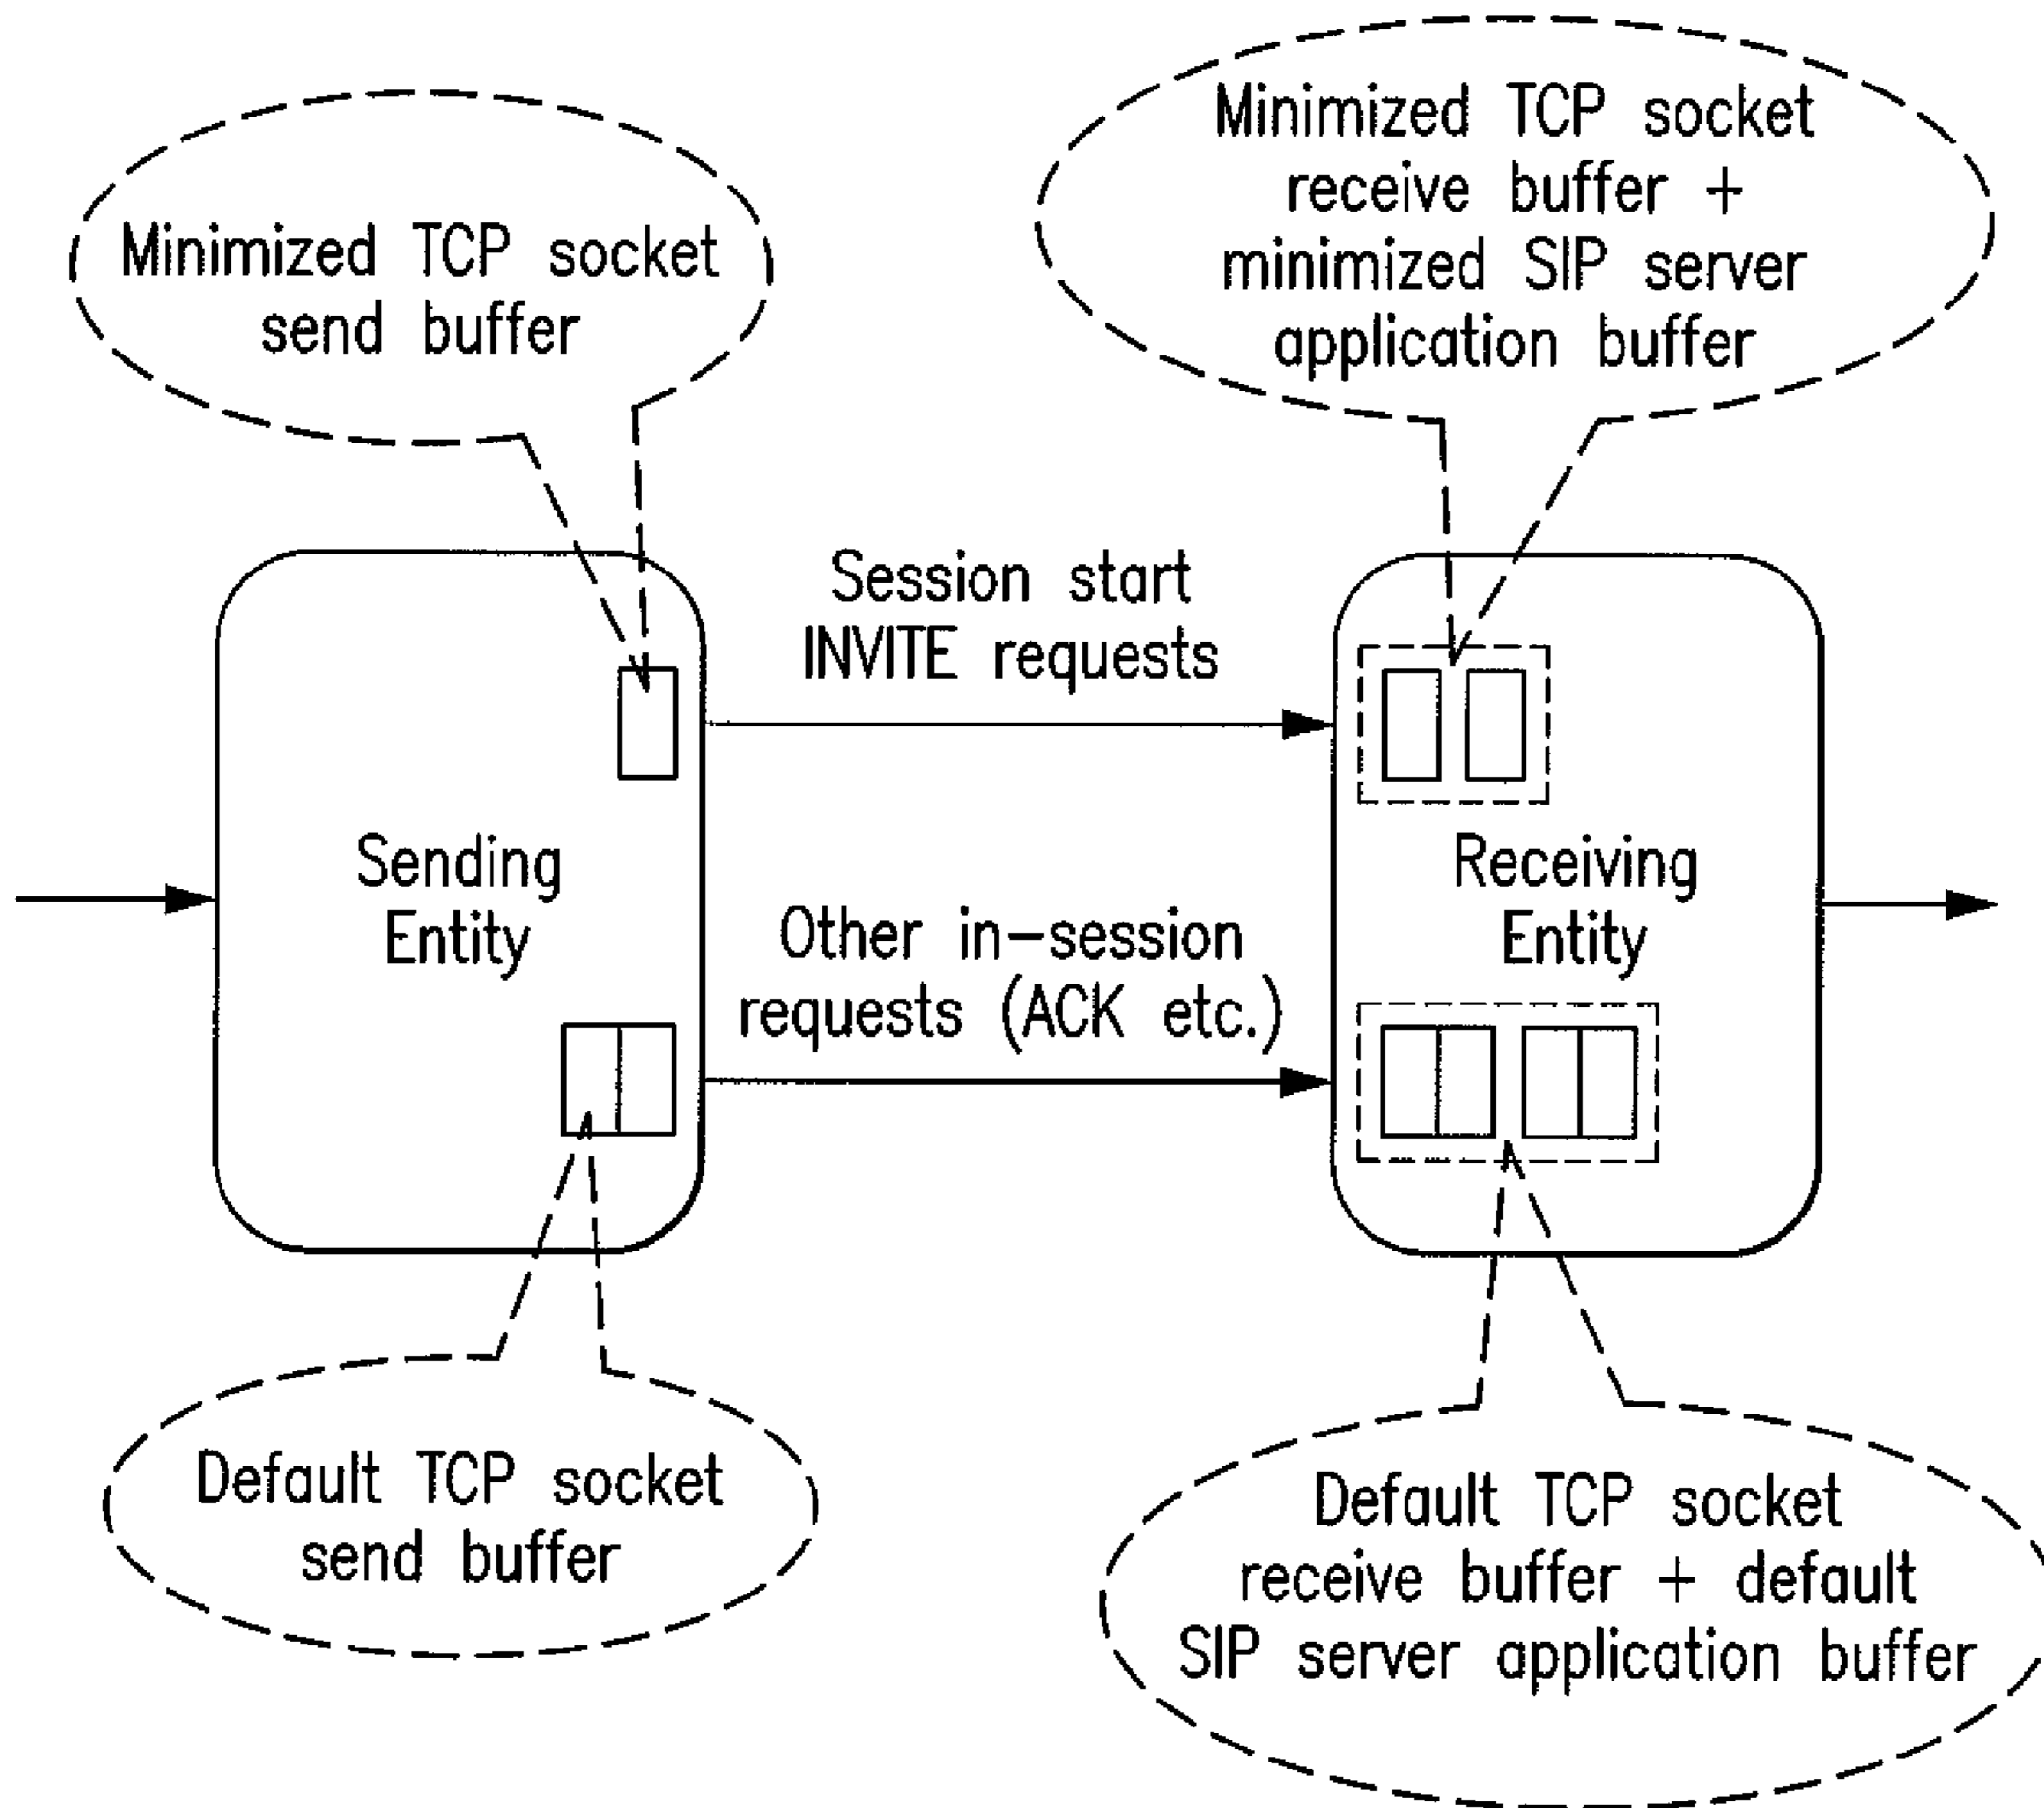 Minimized TCP socket
send buffer
Minimized TCP socket
receive buffer +
minimized SIP server
application buffer
Session start
INVITE requests
Sending
Entity
Other in-session
requests (ACK etc.)
Receiving
Entity
Default TCP socket
send buffer
Default TCP socket
receive buffer + default
SIP server application buffer